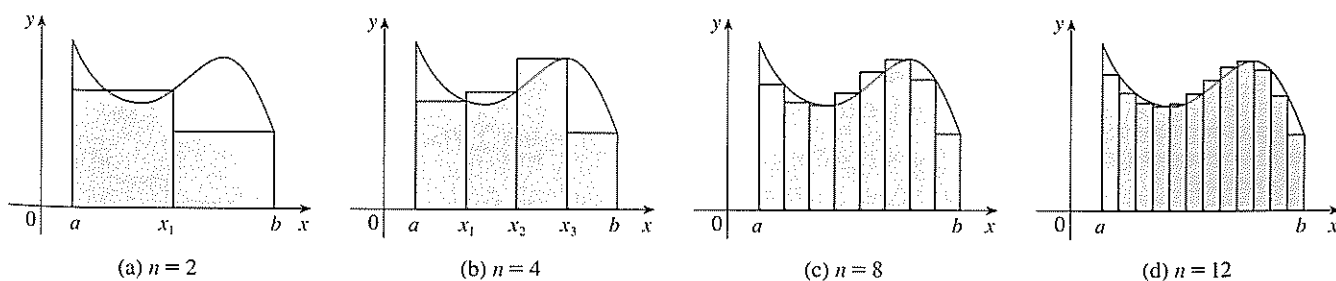 y
0 a x₁ b x
(a) n = 2
y
0 a x₁ x₂ x₃ b x
(b) n = 4
y
0 a b x
(c) n = 8
y
0 a b x
(d) n = 12